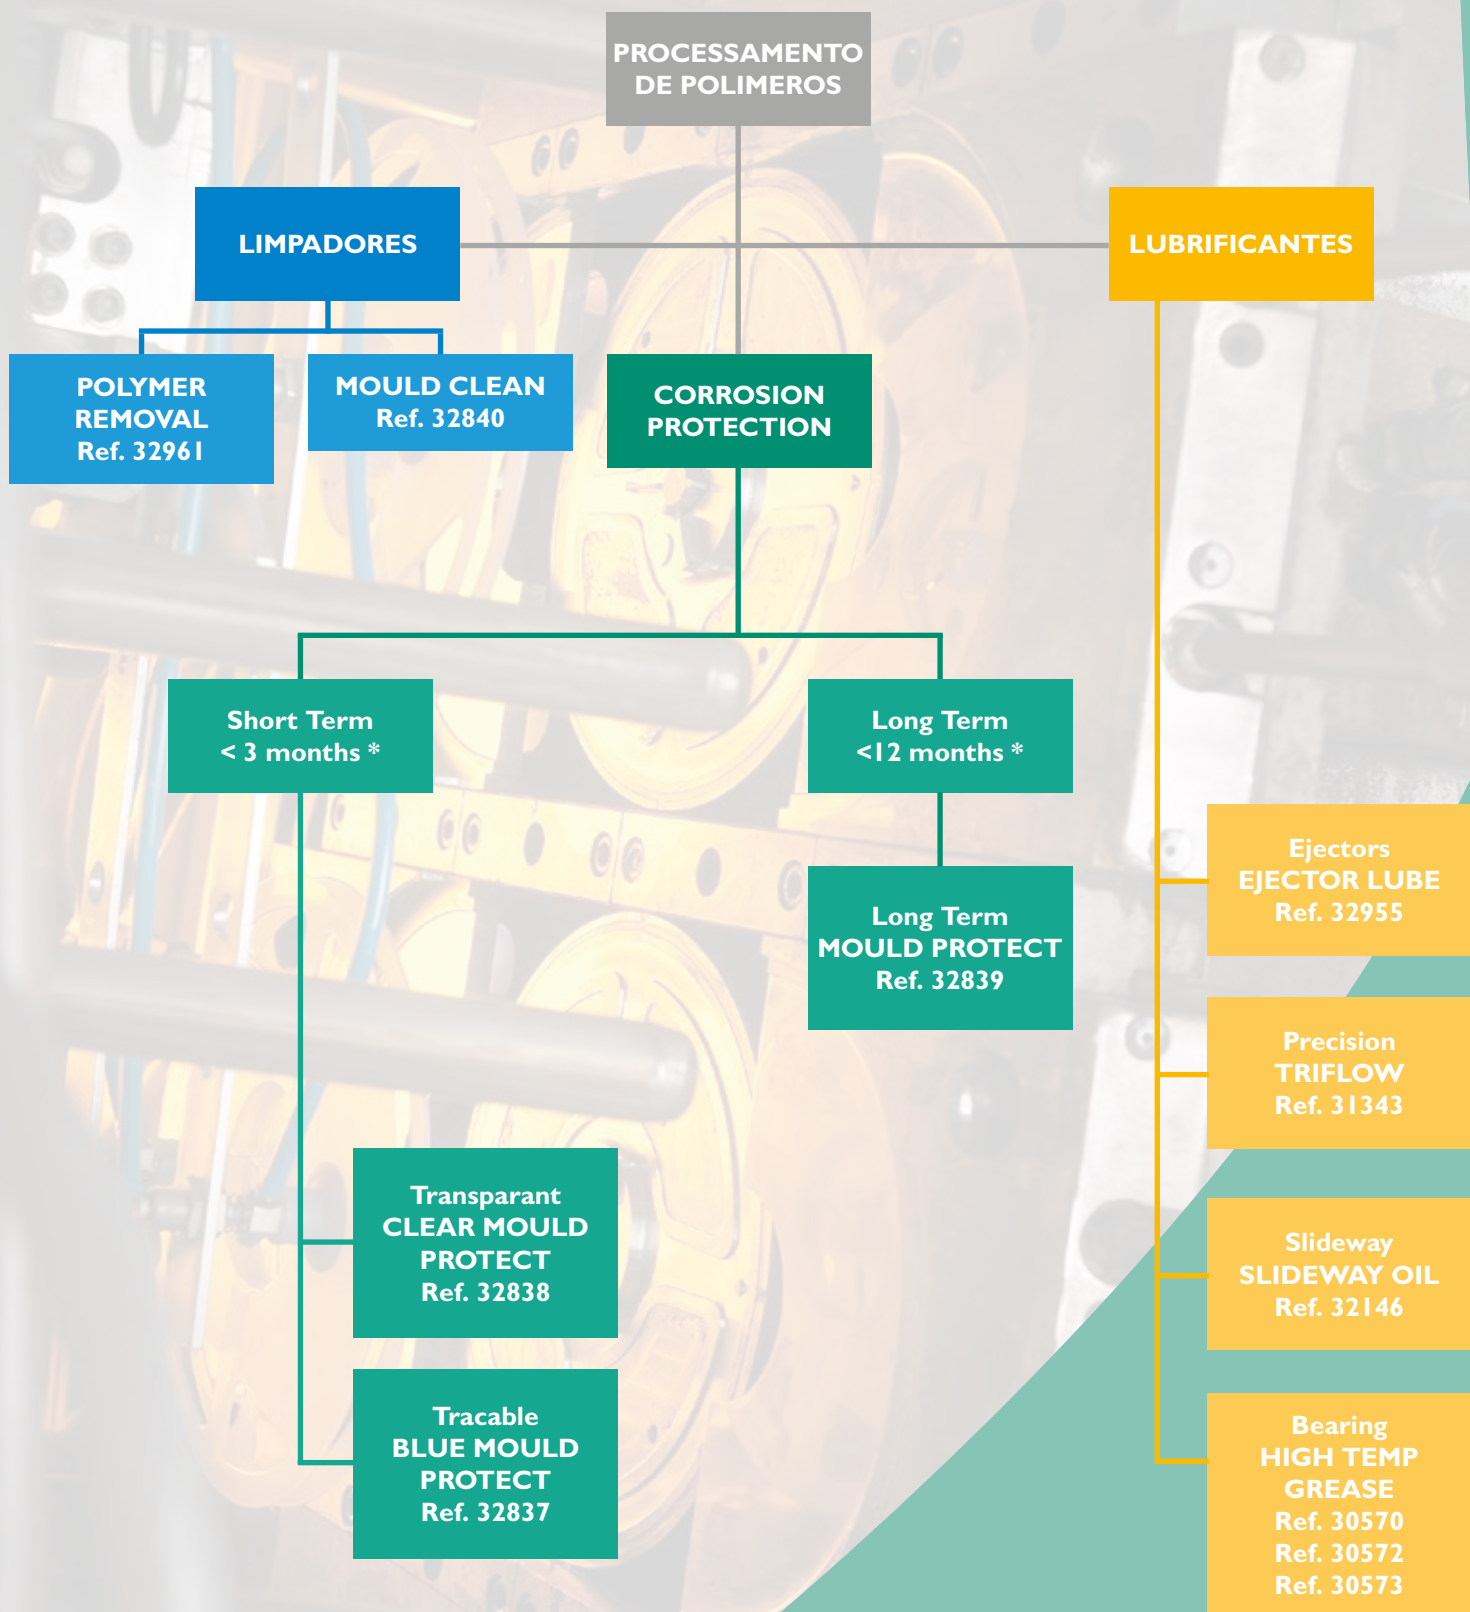 PROCESSAMENTO
DE POLIMEROS
LIMPADORES
LUBRIFICANTES
POLYMER
REMOVAL
Ref. 32961
MOULD CLEAN
Ref. 32840
CORROSION
PROTECTION
Short Term
< 3 months *
Long Term
<12 months *
Long Term
MOULD PROTECT
Ref. 32839
Transparant
CLEAR MOULD
PROTECT
Ref. 32838
Tracable
BLUE MOULD
PROTECT
Ref. 32837
Ejectors
EJECTOR LUBE
Ref. 32955
Precision
TRIFLOW
Ref. 31343
Slideway
SLIDEWAY OIL
Ref. 32146
Bearing
HIGH TEMP
GREASE
Ref. 30570
Ref. 30572
Ref. 30573